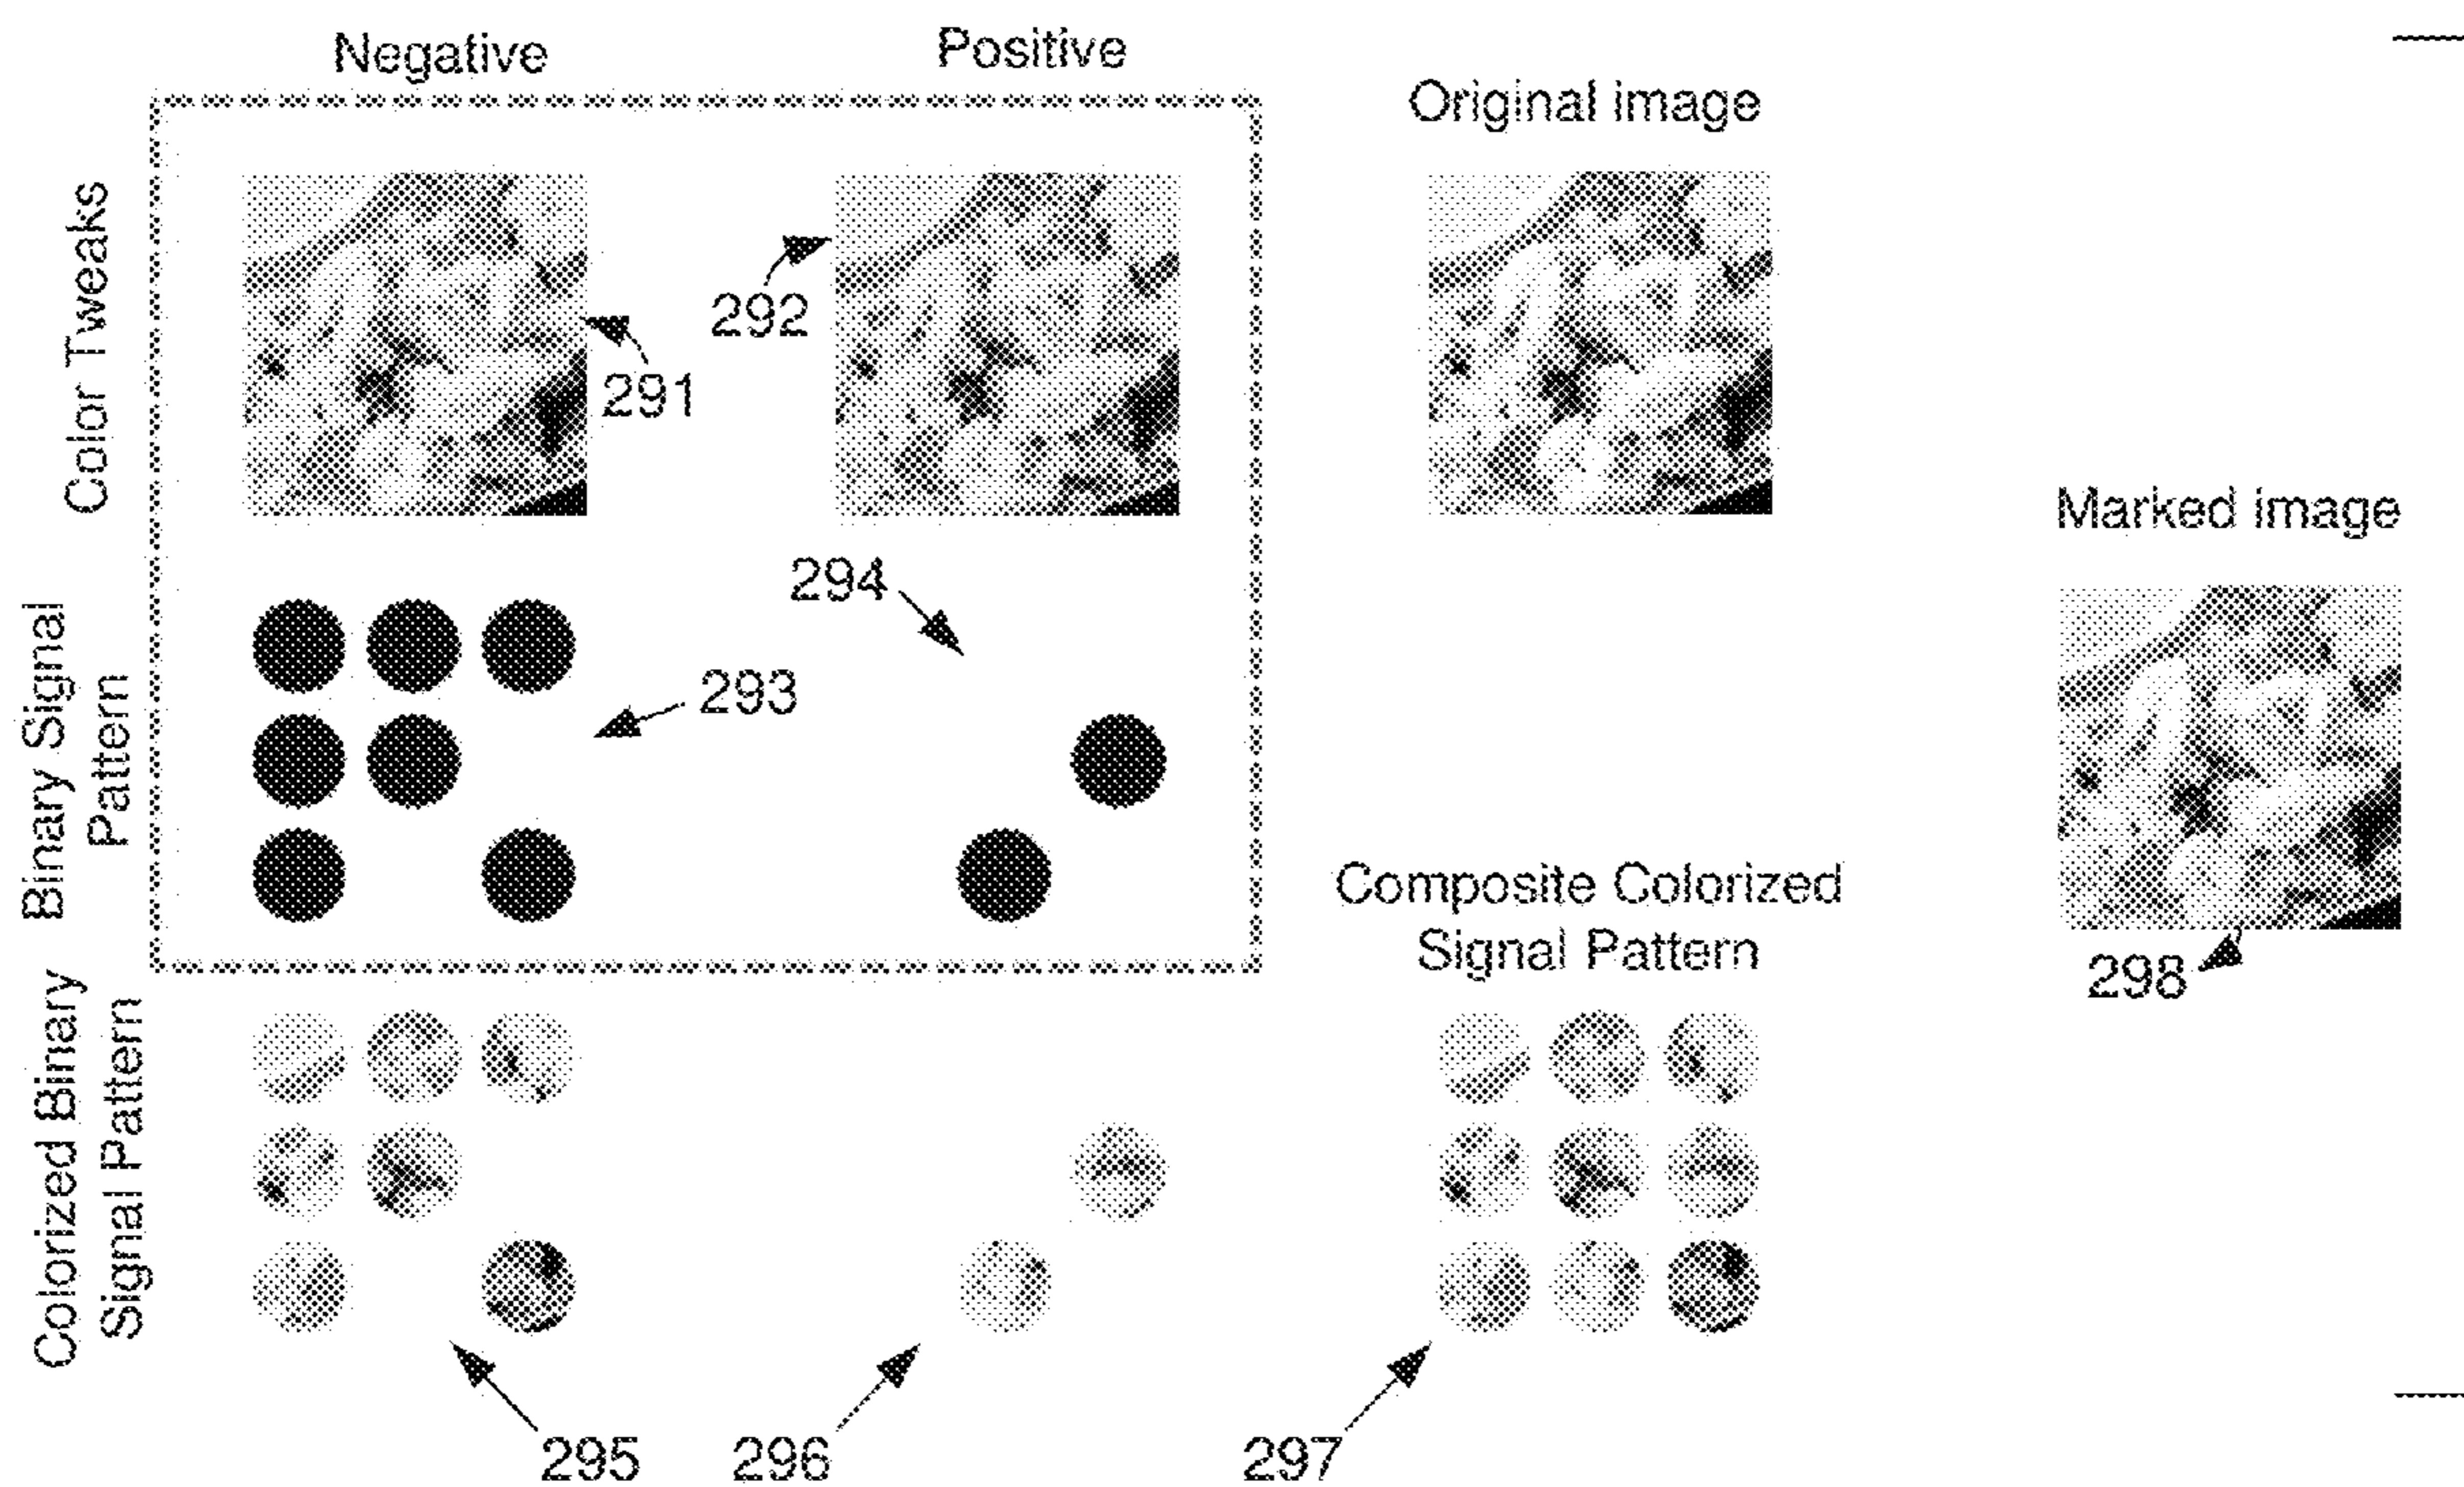 Negative
Positive
Original image
Color Tweaks
292
291
Marked image
294
Binary Signal
Pattern
293
Composite Colorized
Signal Pattern
298
Colorized Binary
Signal Pattern
295
296
297